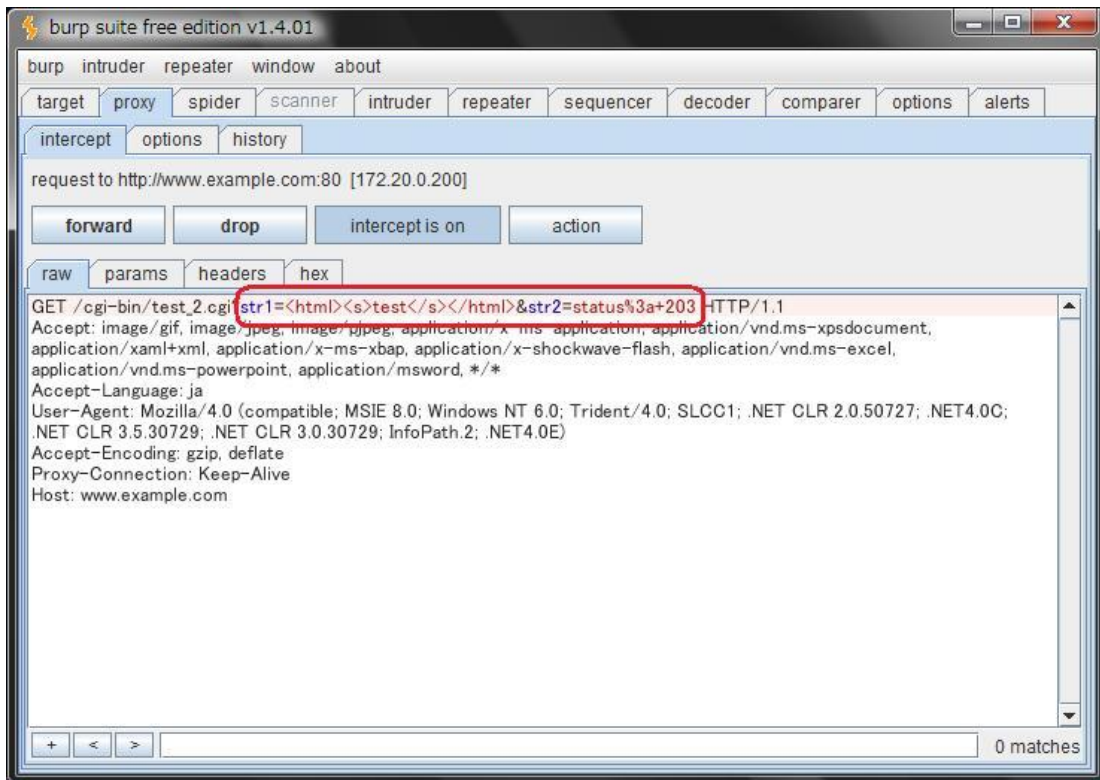 burp suite free edition v1.4.01
burp intruder repeater window about
target proxy spider scanner intruder repeater sequencer decoder comparer options alerts
intercept options history
request to http://www.example.com:80 [172.20.0.200]
forward drop intercept is on action
raw params headers hex
GET /cgi-bin/test_2.cgi?str1=<html><s>test</s></html>&str2=status%3a+203 HTTP/1.1
Accept: image/gif, image/jpeg, image/pjpeg, application/x-ms-application, application/vnd.ms-xpsdocument,
application/xaml+xml, application/x-ms-xbap, application/x-shockwave-flash, application/vnd.ms-excel,
application/vnd.ms-powerpoint, application/msword, */*
Accept-Language: ja
User-Agent: Mozilla/4.0 (compatible; MSIE 8.0; Windows NT 6.0; Trident/4.0; SLCC1; .NET CLR 2.0.50727; .NET4.0C;
.NET CLR 3.5.30729; .NET CLR 3.0.30729; InfoPath.2; .NET4.0E)
Accept-Encoding: gzip, deflate
Proxy-Connection: Keep-Alive
Host: www.example.com
+ < > 0 matches